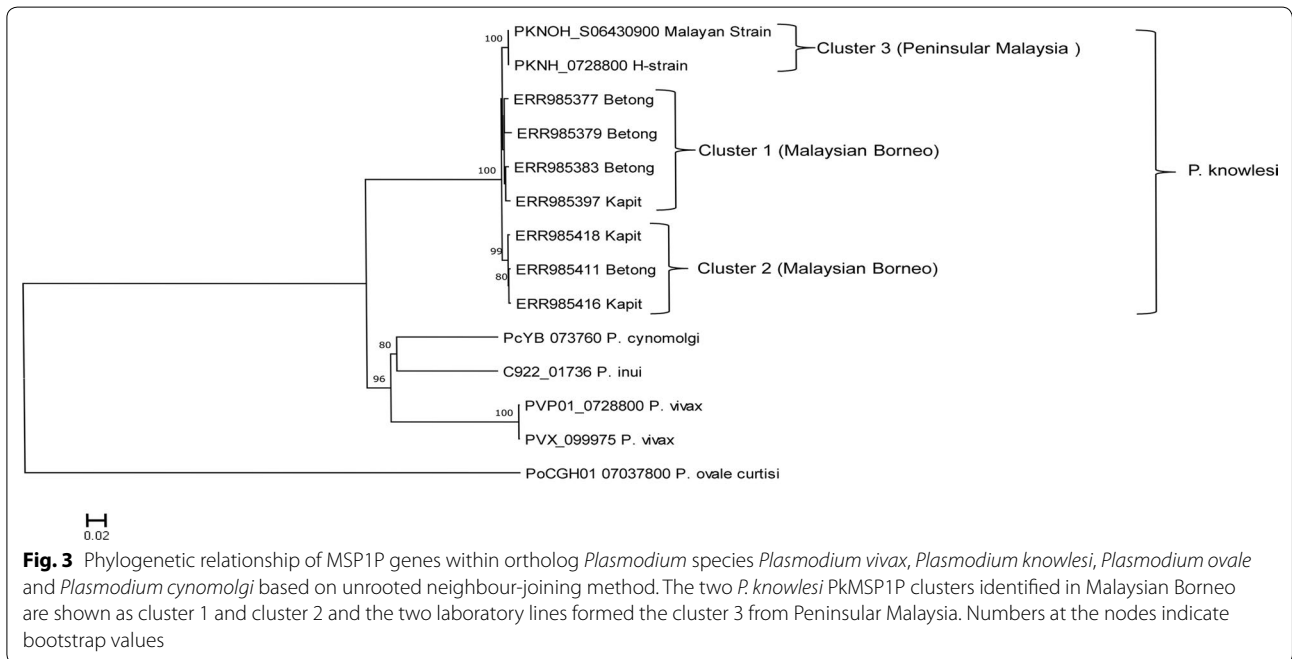 PKNOH_S06430900 Malayan Strain
100
Cluster 3 (Peninsular Malaysia )
PKNH_0728800 H-strain
ERR985377 Betong
ERR985379 Betong
Cluster 1 (Malaysian Borneo)
ERR985383 Betong
100
P. knowlesi
ERR985397 Kapit
ERR985418 Kapit
99
ERR985411 Betong
Cluster 2 (Malaysian Borneo)
80
ERR985416 Kapit
PcYB 073760 P. cynomolgi
80
C922_01736 P. inui
96
PVP01_0728800 P. vivax
100
PVX_099975 P. vivax
PoCGH01 07037800 P. ovale curtisi
0.02
Fig. 3 Phylogenetic relationship of MSP1P genes within ortholog Plasmodium species Plasmodium vivax, Plasmodium knowlesi, Plasmodium ovale
and Plasmodium cynomolgi based on unrooted neighbour-joining method. The two P. knowlesi PkMSP1P clusters identified in Malaysian Borneo
are shown as cluster 1 and cluster 2 and the two laboratory lines formed the cluster 3 from Peninsular Malaysia. Numbers at the nodes indicate
bootstrap values